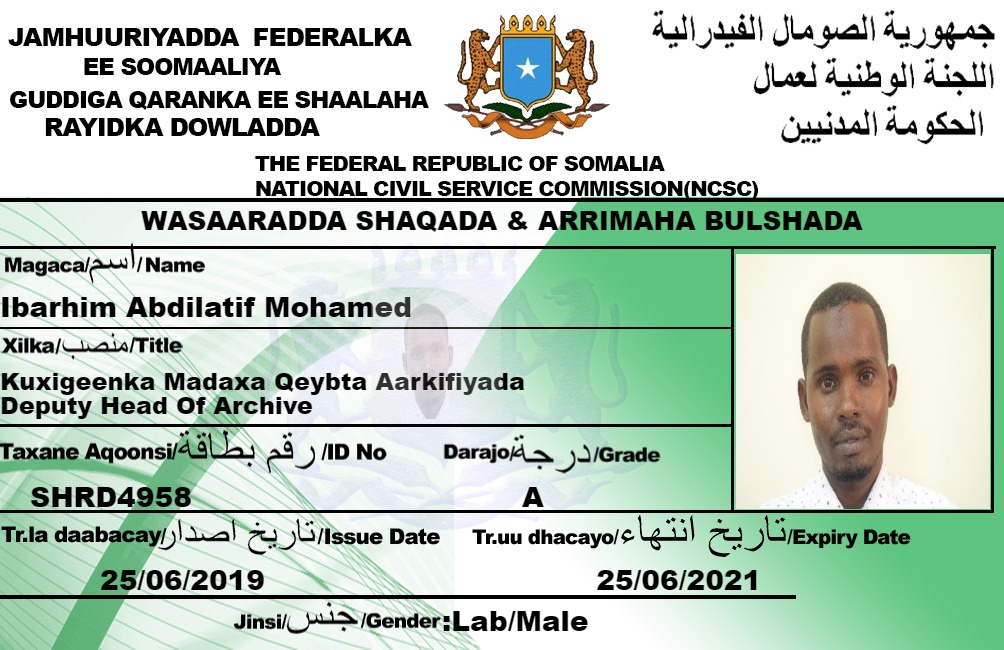 JAMHUURIYADDA FEDERALKA
EE SOOMAALIYA
GUDDIGA QARANKA EE SHAALAHA
RAYIDKA DOWLADDA
جمهورية الصومال الفيدرالية
اللجنة الوطنية لعمال
الحكومة المدنيين
THE FEDERAL REPUBLIC OF SOMALIA
NATIONAL CIVIL SERVICE COMMISSION(NCSC)
WASAARADDA SHAQADA & ARRIMAHA BULSHADA
Magaca/اسم/Name
Ibarhim Abdilatif Mohamed
Xilka/منصب/Title
Kuxigeenka Madaxa Qeybta Aarkifiyada
Deputy Head Of Archive
Taxane Aqoonsi/رقم بطاقة/ID No
Darajo/درجة/Grade
SHRD4958
A
Tr.la daabacay/تاريخ اصدار/Issue Date
Tr.uu dhacayo/تاريخ انتهاء/Expiry Date
25/06/2019
25/06/2021
Jinsi/جنس/Gender:Lab/Male